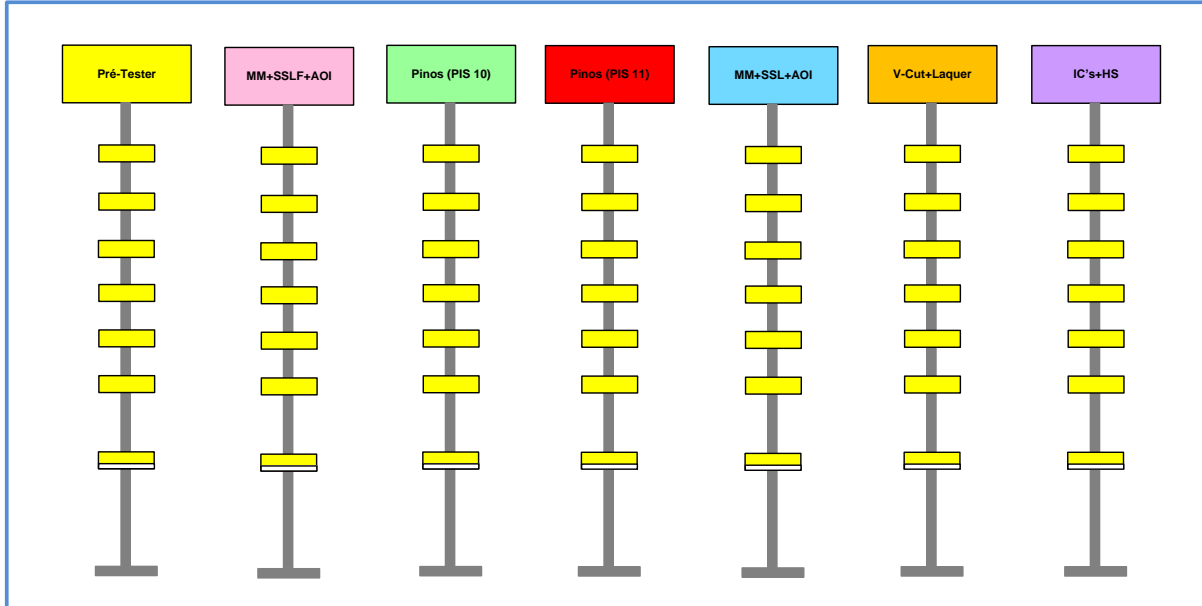 Pré-Tester
MM+SSLF+AOI
Pinos (PIS 10)
Pinos (PIS 11)
MM+SSL+AOI
V-Cut+Laquer
IC's+HS